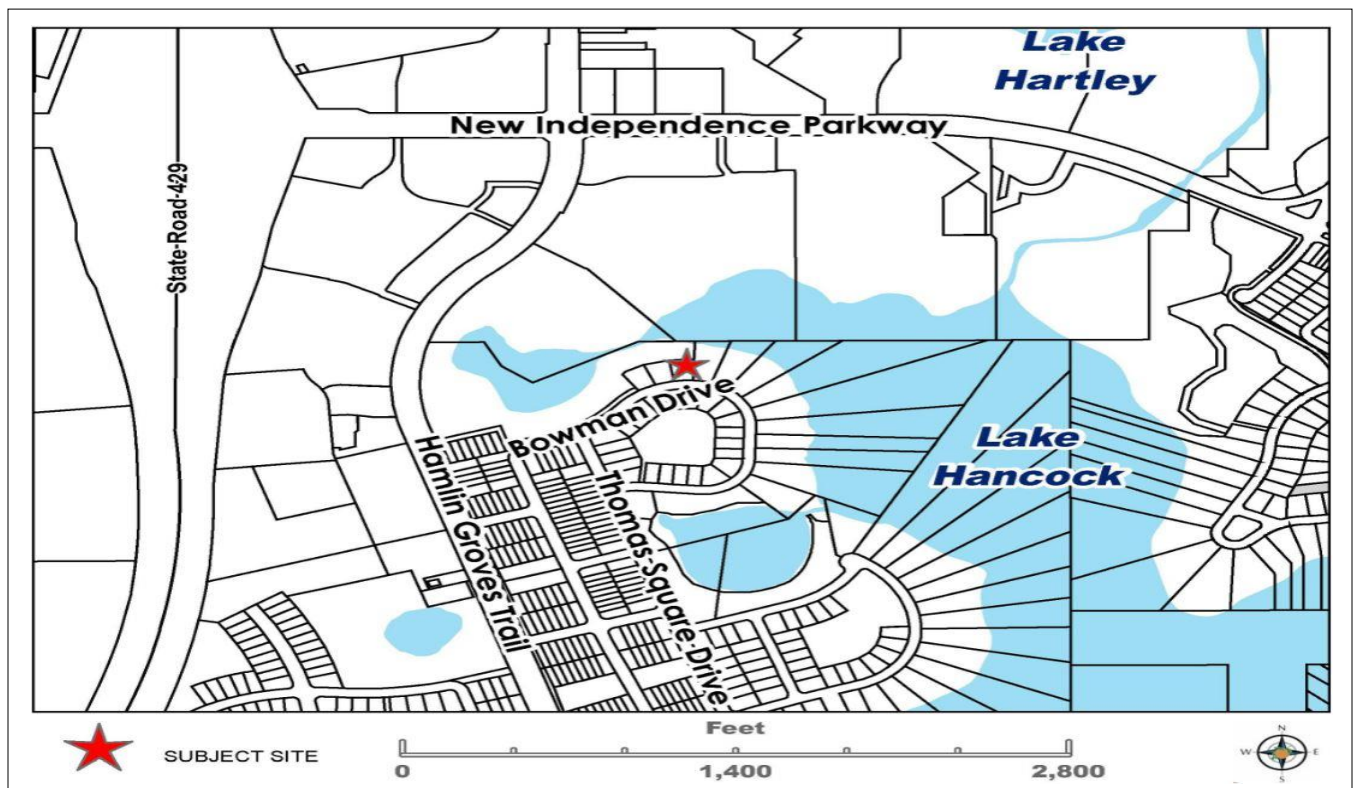 Lake
Hartley
New Independence Parkway
State-Road-429
Bowman Drive
Lake
Hancock
Hamlin Groves Trail
Thomas-Square-Drive
Feet
SUBJECT SITE
0
1,400
2,800
N
W
E
S